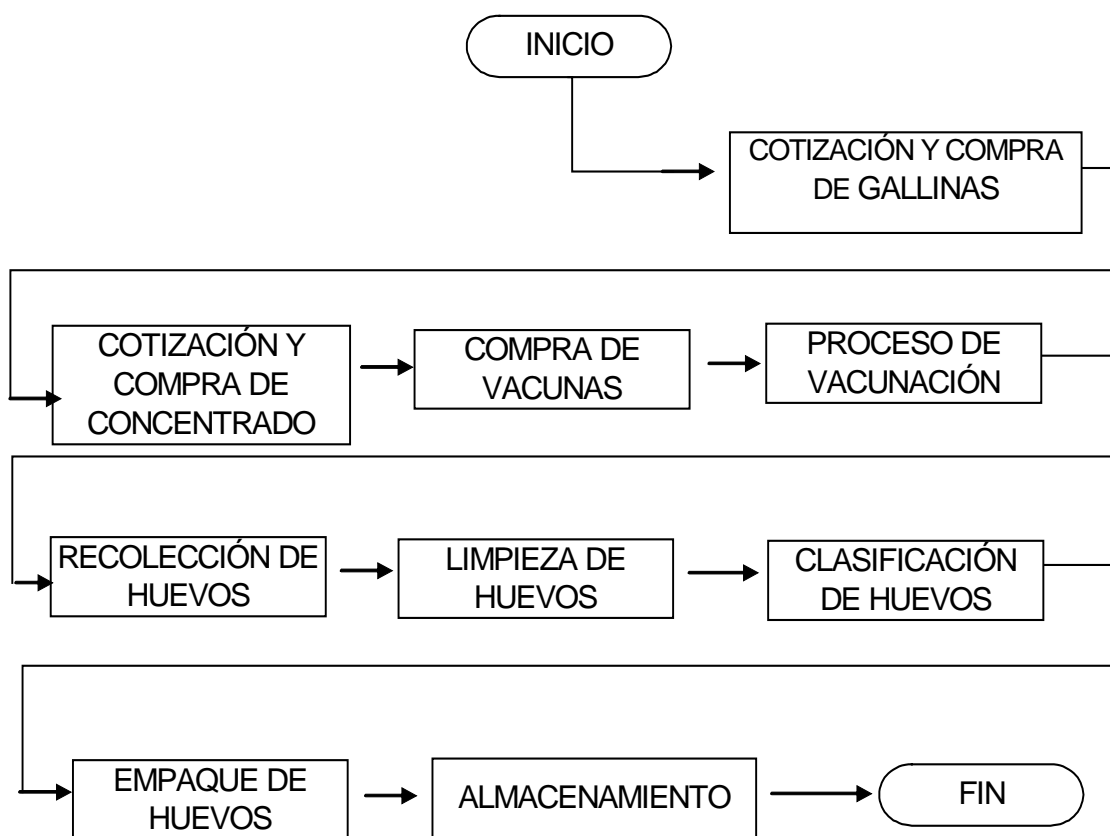 INICIO
COTIZACIÓN Y COMPRA
DE GALLINAS
COTIZACIÓN Y
COMPRA DE
CONCENTRADO
COMPRA DE
VACUNAS
PROCESO DE
VACUNACIÓN
RECOLECCIÓN DE
HUEVOS
LIMPIEZA DE
HUEVOS
CLASIFICACIÓN
DE HUEVOS
EMPAQUE DE
HUEVOS
ALMACENAMIENTO
FIN